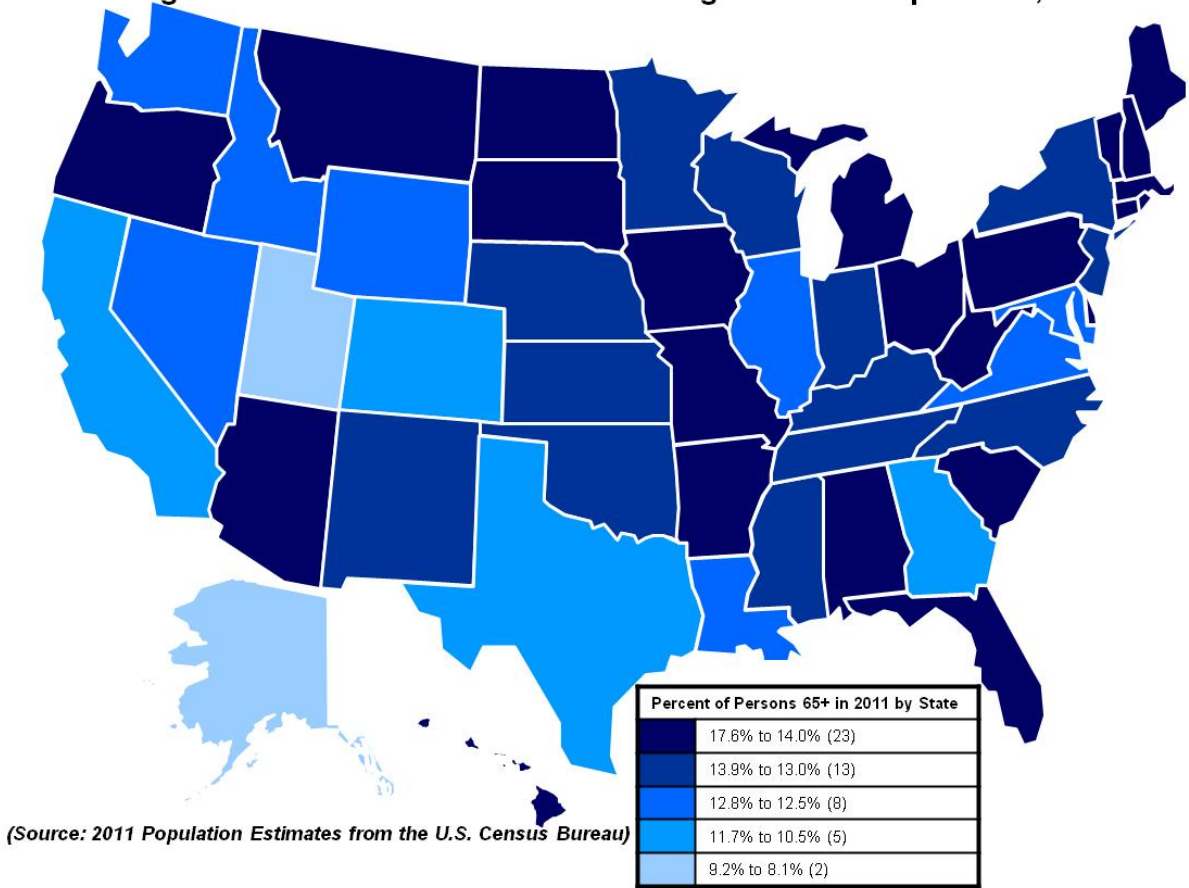 Percent of Persons 65+ in 2011 by State
17.6% to 14.0% (23)
13.9% to 13.0% (13)
12.8% to 12.5% (8)
11.7% to 10.5% (5)
9.2% to 8.1% (2)
(Source: 2011 Population Estimates from the U.S. Census Bureau)